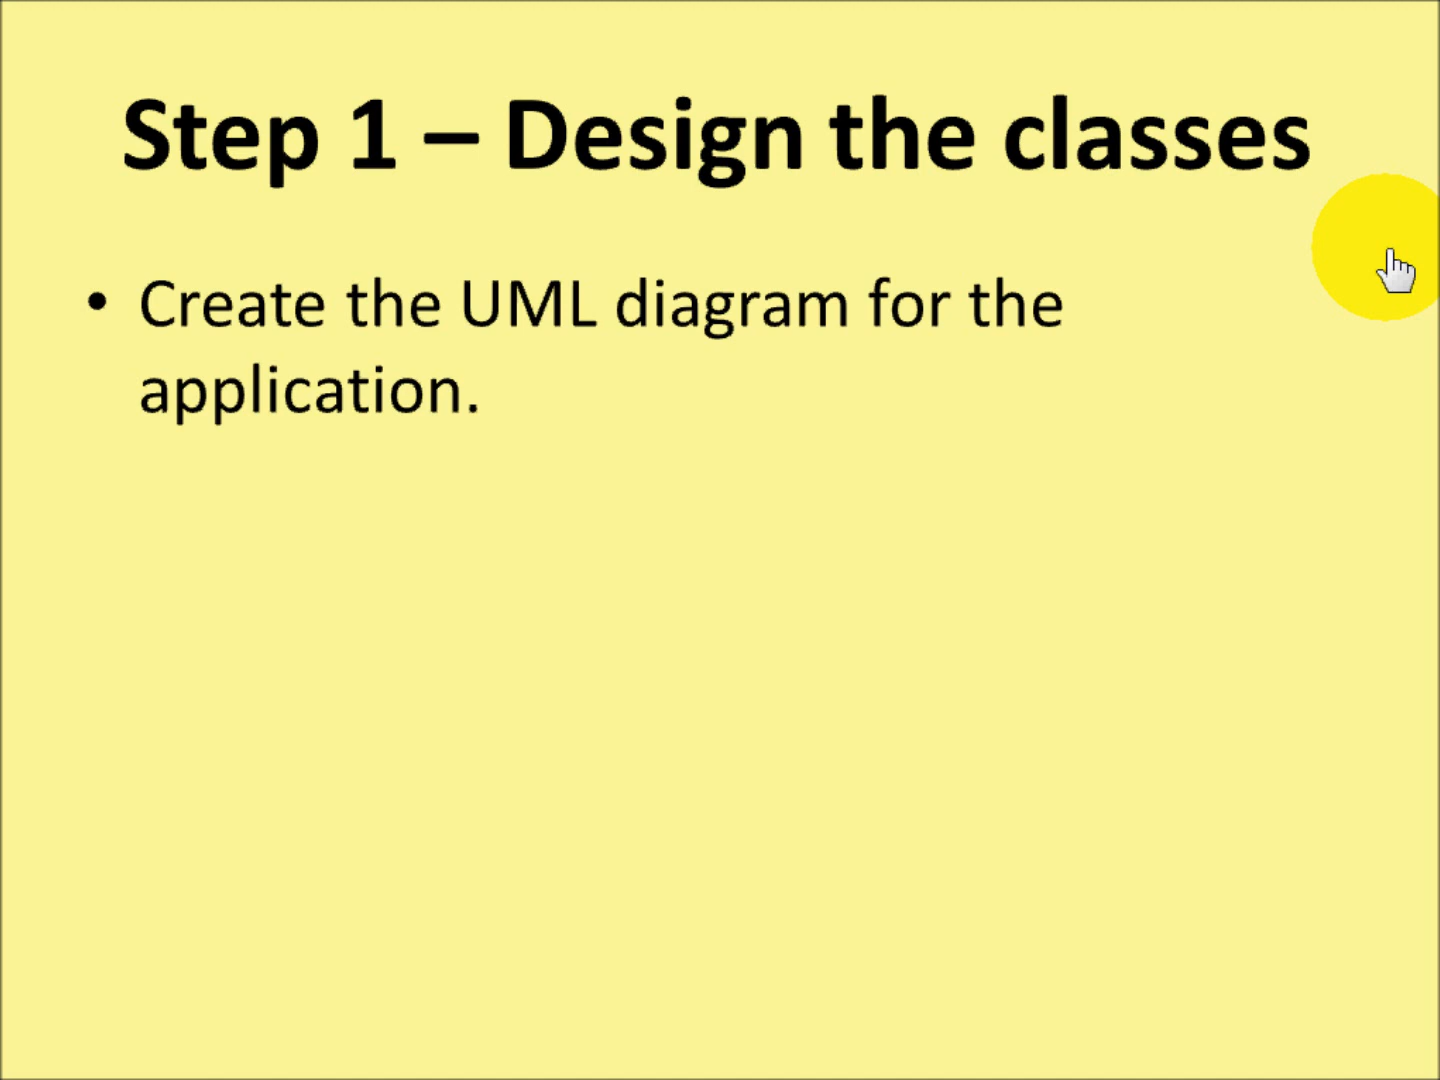 Step 1 – Design the classes
• Create the UML diagram for the
application.